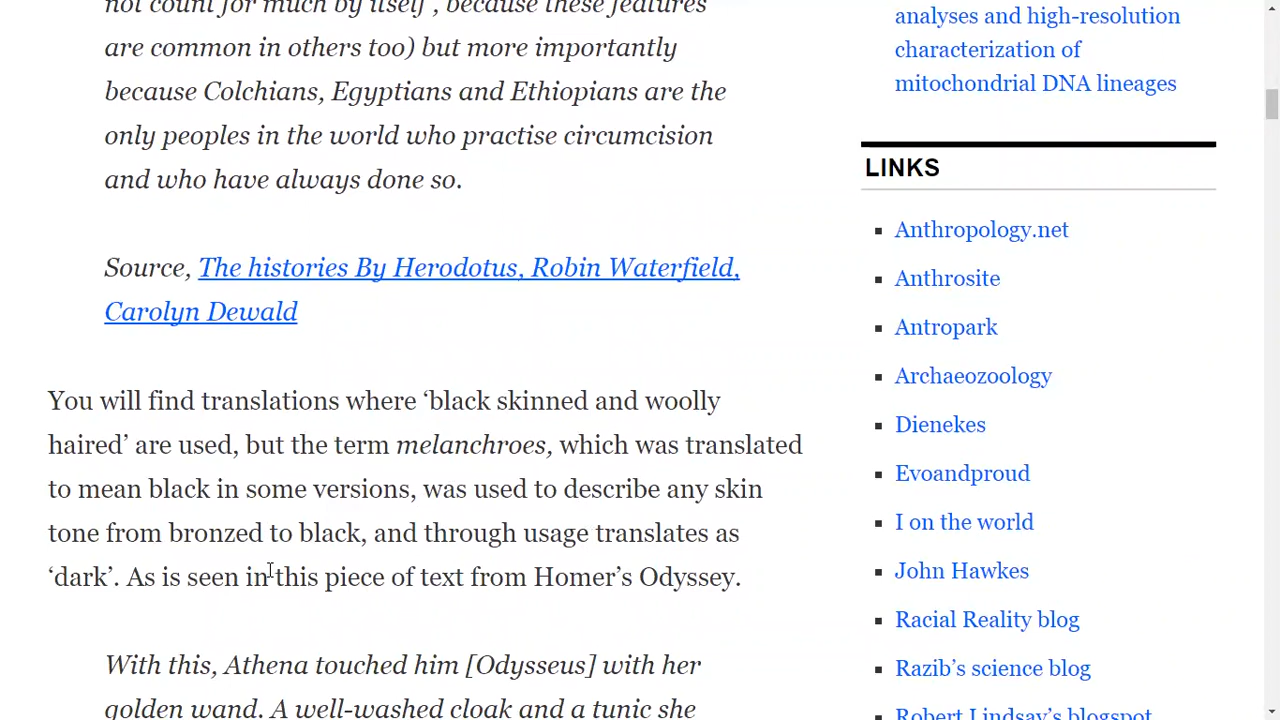 not count for much by itself , because these features
are common in others too) but more importantly
because Colchians, Egyptians and Ethiopians are the
only peoples in the world who practise circumcision
and who have always done so.
Source, The histories By Herodotus, Robin Waterfield,
Carolyn Dewald
You will find translations where ‘black skinned and woolly
haired’ are used, but the term melanchroes, which was translated
to mean black in some versions, was used to describe any skin
tone from bronzed to black, and through usage translates as
‘dark’. As is seen in this piece of text from Homer’s Odyssey.
With this, Athena touched him [Odysseus] with her
golden wand. A well-washed cloak and a tunic she
analyses and high-resolution
characterization of
mitochondrial DNA lineages
LINKS
Anthropology.net
Anthrosite
Antropark
Archaeozoology
Dienekes
Evoandproud
I on the world
John Hawkes
Racial Reality blog
Razib’s science blog
Robert Lindsay’s blogspot